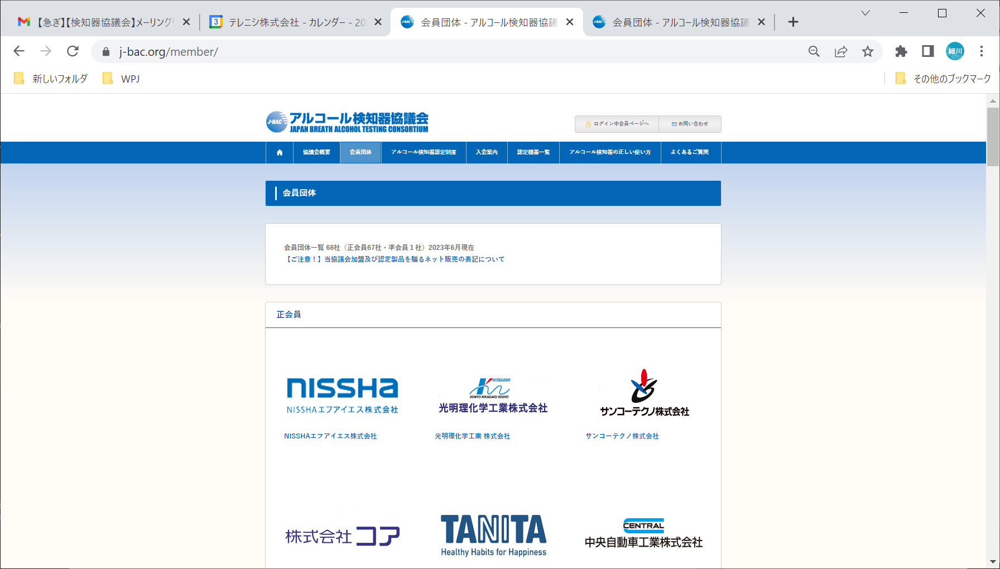 【急ぎ】【検知器協議会】メーリングリ
3
テレニシ株式会社 - カレンダー - 20
会員団体 - アルコール検知器協議
会員団体 - アルコール検知器協議
j-bac.org/member/
細川
新しいフォルダ
WPJ
その他のブックマーク
J-BAC
アルコール検知器協議会
JAPAN BREATH ALCOHOL TESTING CONSORTIUM
ログイン中会員ページへ
お問い合わせ
協議会概要
会員団体
アルコール検知器認定制度
入会案内
認定機器一覧
アルコール検知器の正しい使い方
よくあるご質問
会員団体
会員団体一覧 68社（正会員67社・準会員１社）2023年6月現在
【ご注意！】当協議会加盟及び認定製品を騙るネット販売の表記について
正会員
NISSHA
NISSHAエフアイエス株式会社
KITAGAWA
KOMYO RIKAGAKU KOGYO
光明理化学工業株式会社
サンコーテクノ株式会社
NISSHAエフアイエス株式会社
光明理化学工業 株式会社
サンコーテクノ株式会社
株式会社コア
TANITA
Healthy Habits for Happiness
CENTRAL
中央自動車工業株式会社